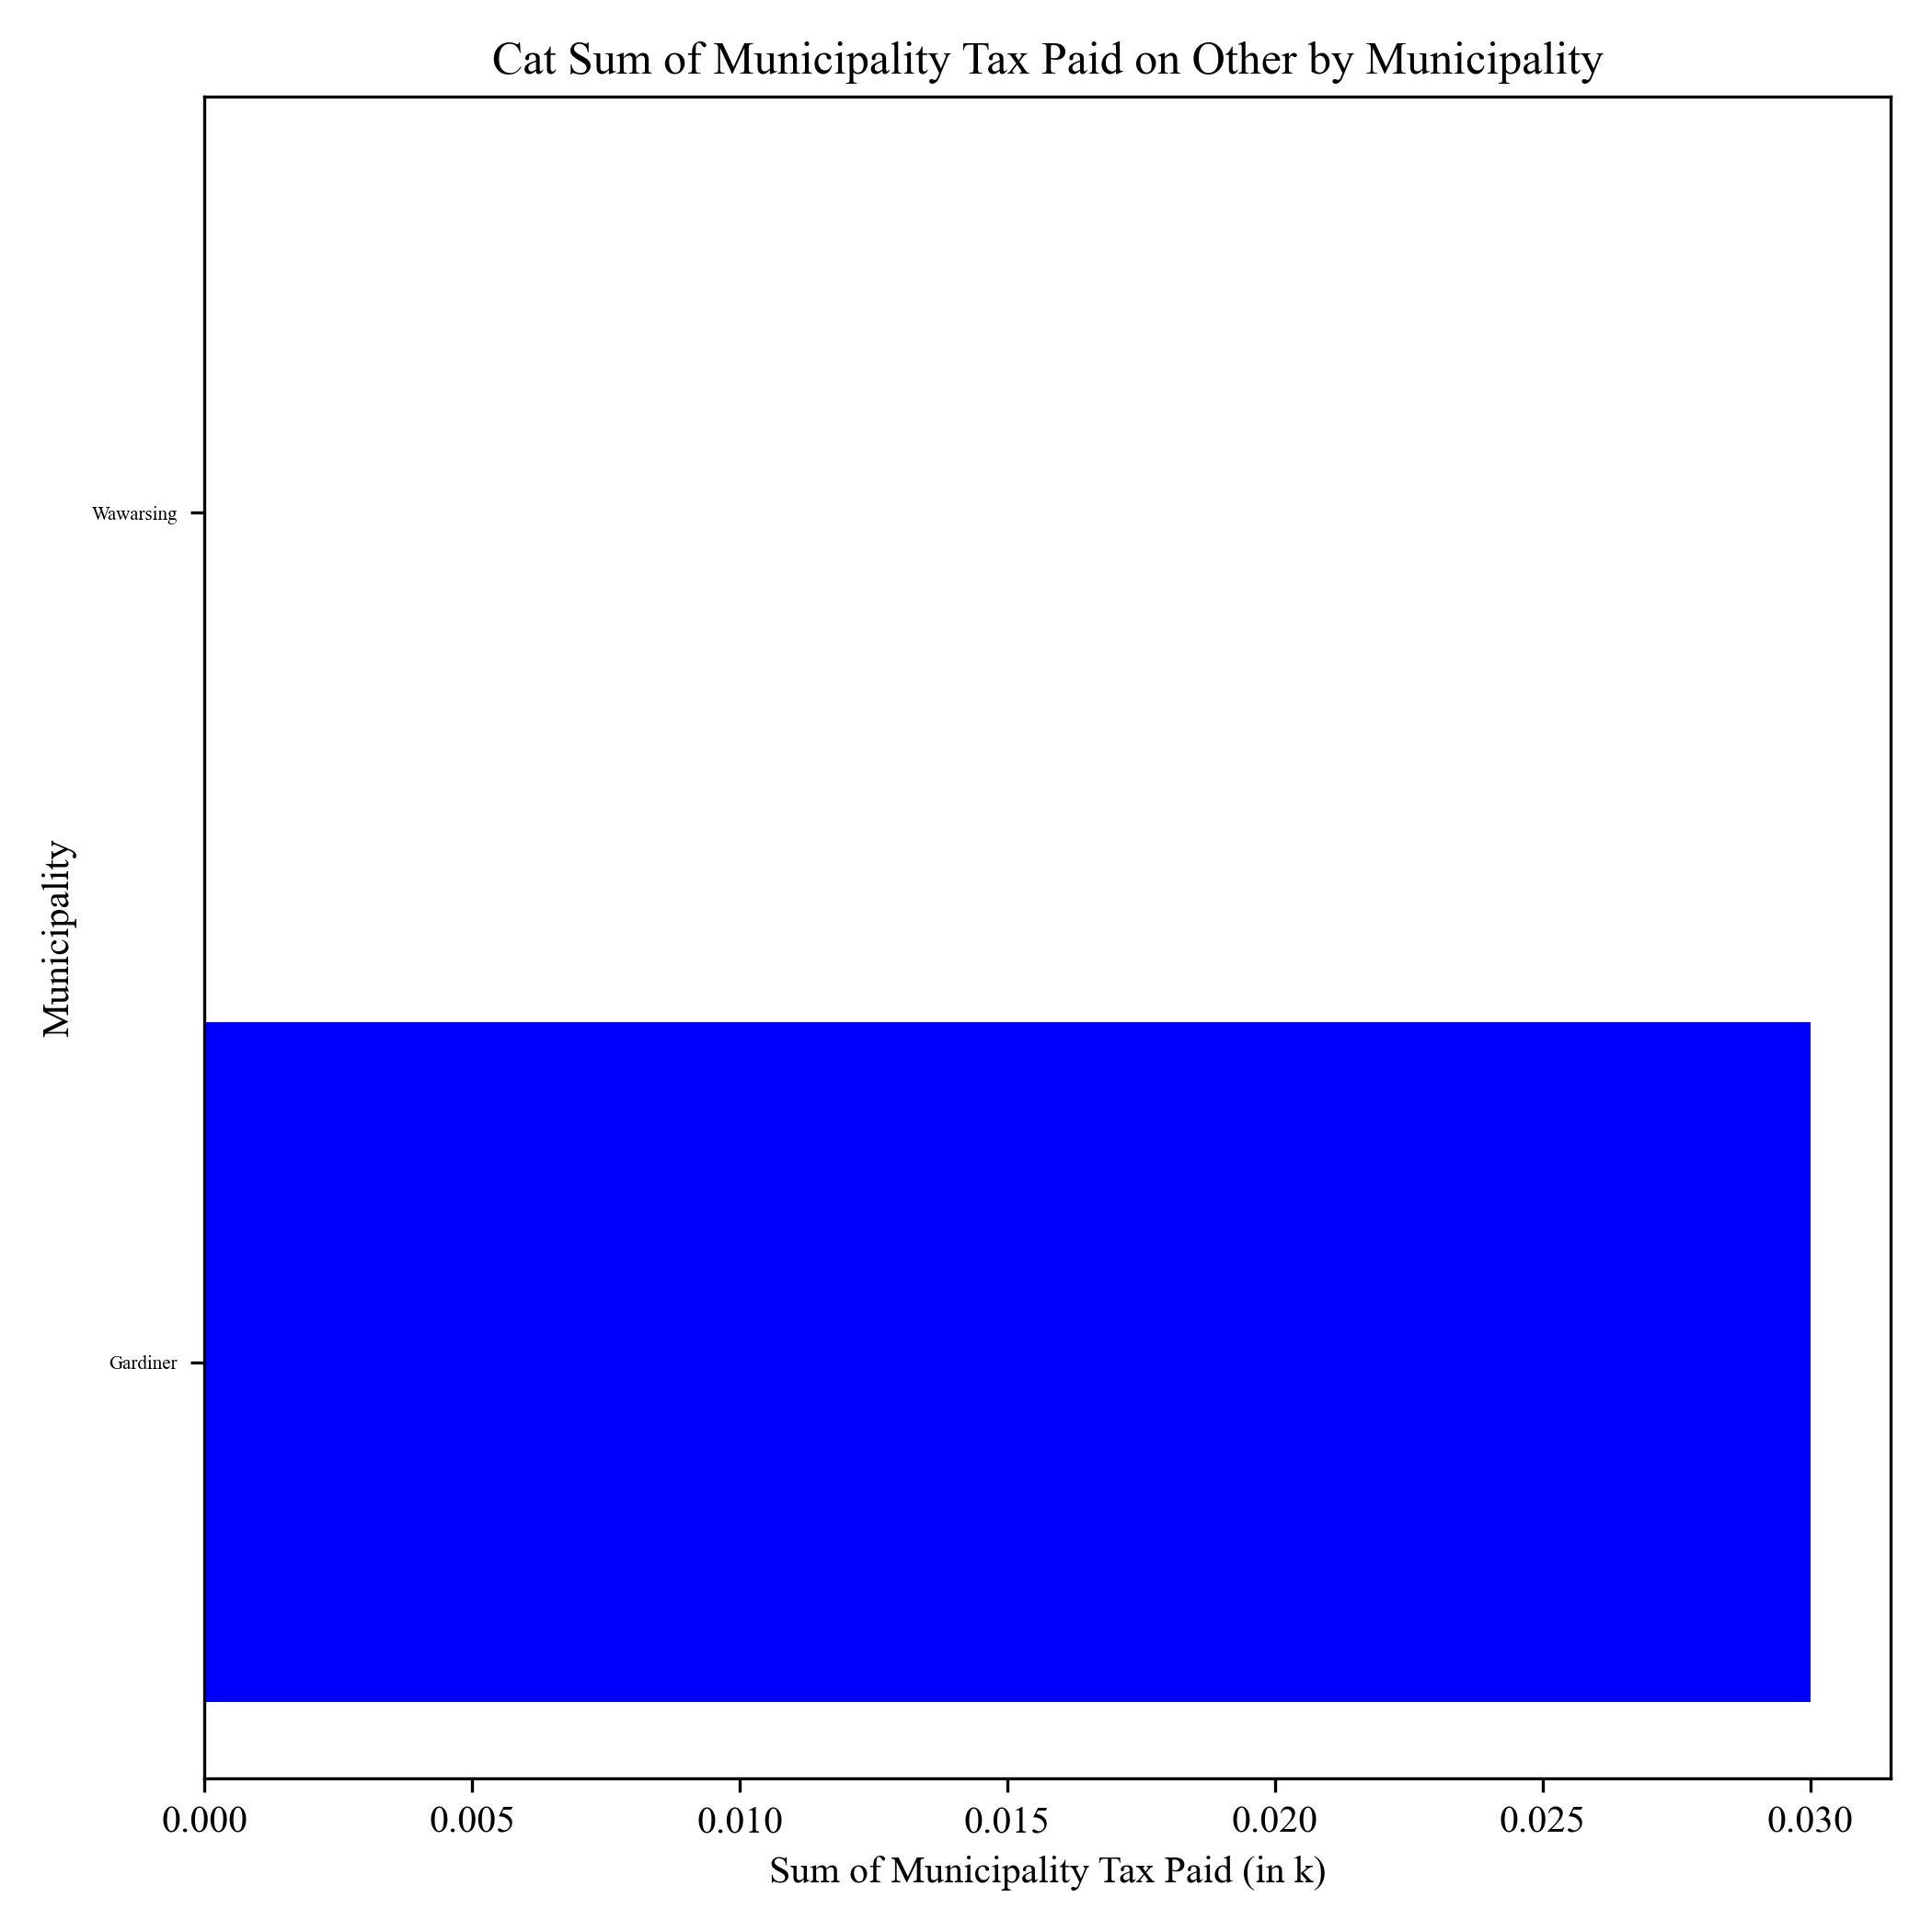 Cat Sum of Municipality Tax Paid on Other by Municipality
Municipality
Wawarsing
Gardiner
0.000 0.005 0.010 0.015 0.020 0.025 0.030
Sum of Municipality Tax Paid (in k)